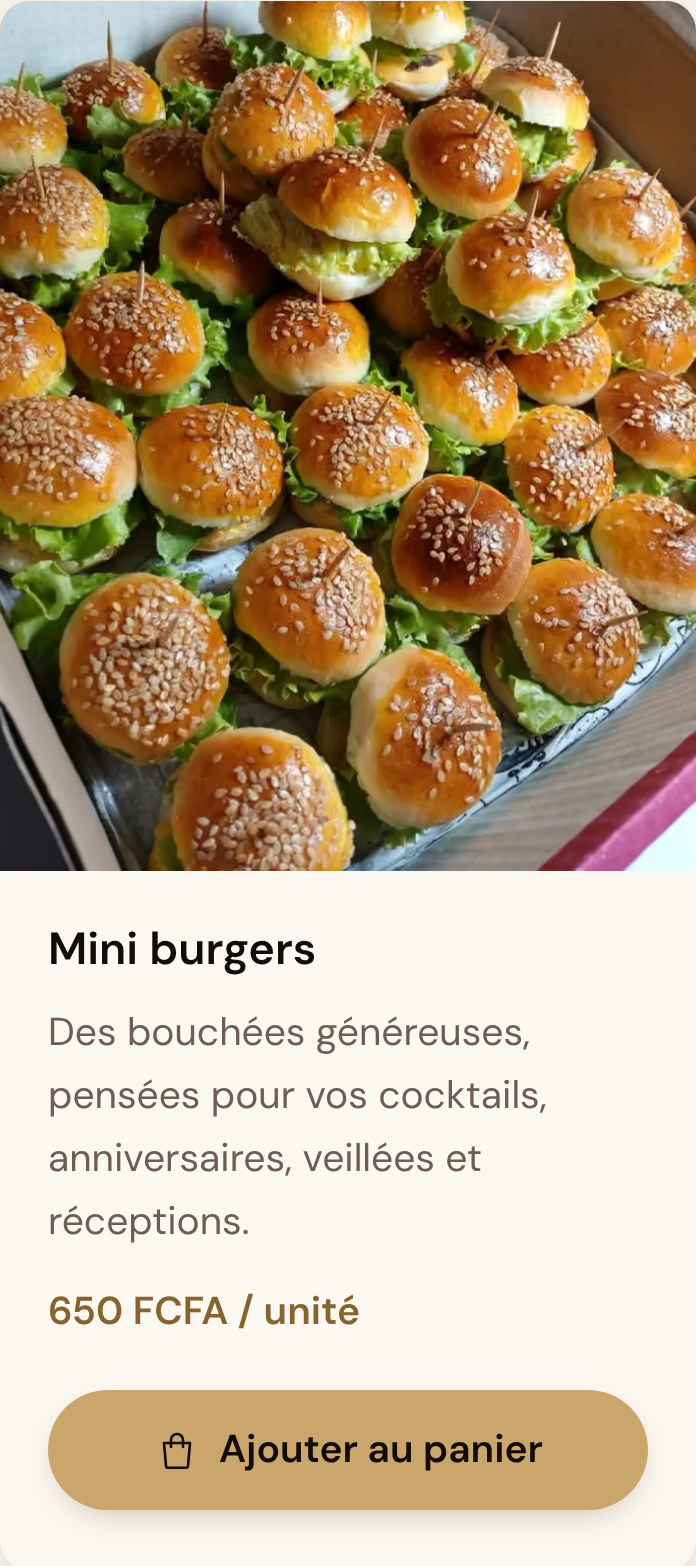 Mini burgers
Des bouchées généreuses,
pensées pour vos cocktails,
anniversaires, veillées et
réceptions.
650 FCFA / unité
Ajouter au panier